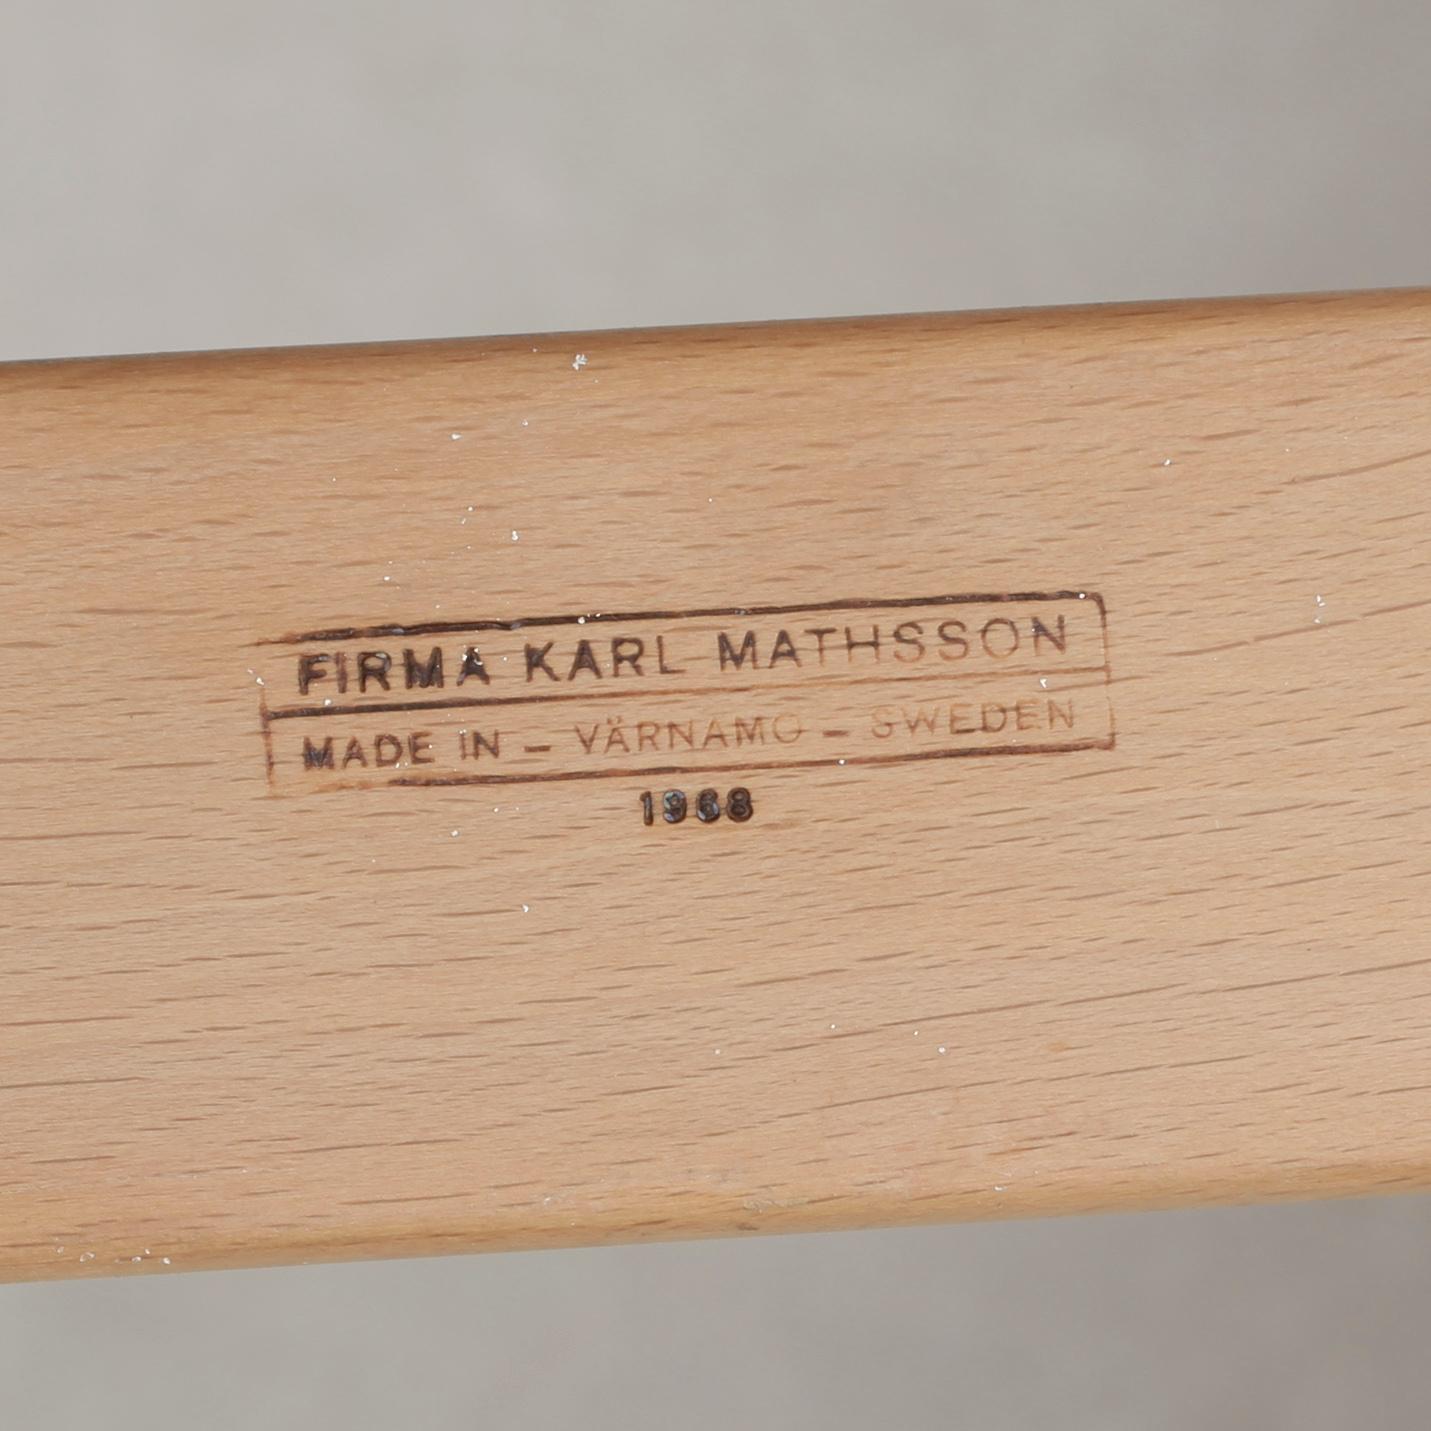 FIRMA KARL MATHSSON
MADE IN – VÄRNAMO – SWEDEN
1968